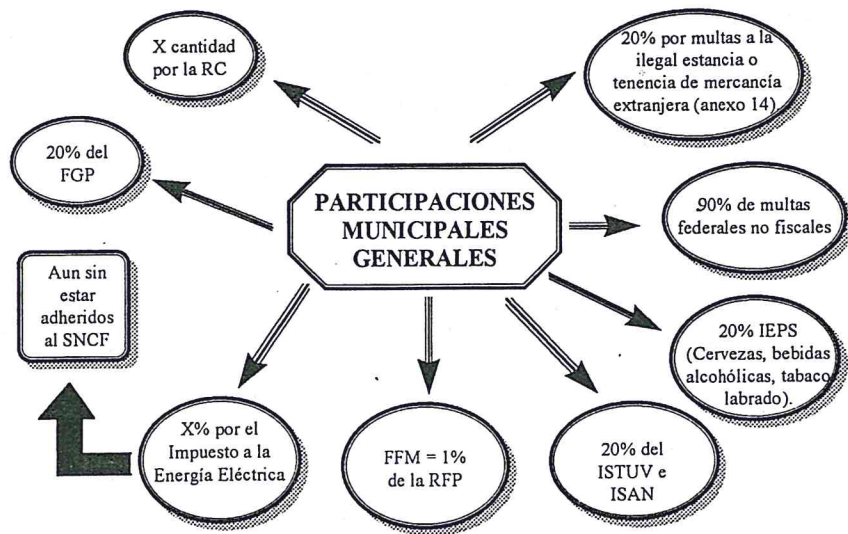 X cantidad
por la RC
20% por multas a la
ilegal estancia o
tenencia de mercancía
extranjera (anexo 14)
20% del
FGP
PARTICIPACIONES
MUNICIPALES
GENERALES
90% de multas
federales no fiscales
Aun sin
estar
adheridos
al SNCF
20% IEPS
(Cervezas, bebidas
alcohólicas, tabaco
labrado).
X% por el
Impuesto a la
Energía Eléctrica
FFM = 1%
de la RFP
20% del
ISTUV e
ISAN